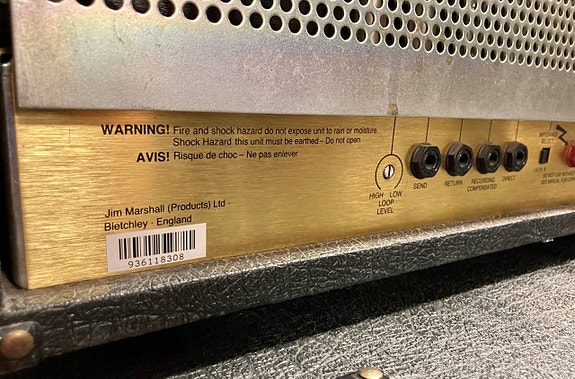 WARNING! Fire and shock hazard do not expose unit to rain or moisture.
Shock Hazard this unit must be earthed – Do not open
AVIS! Risque de choc – Ne pas enlever
HIGH LOW
LOOP
LEVEL
SEND
RETURN
RECORDING
COMPENSATED
DIRECT
IMPEDANCE
SELECT
Jim Marshall (Products) Ltd ·
Bletchley · England
936118308